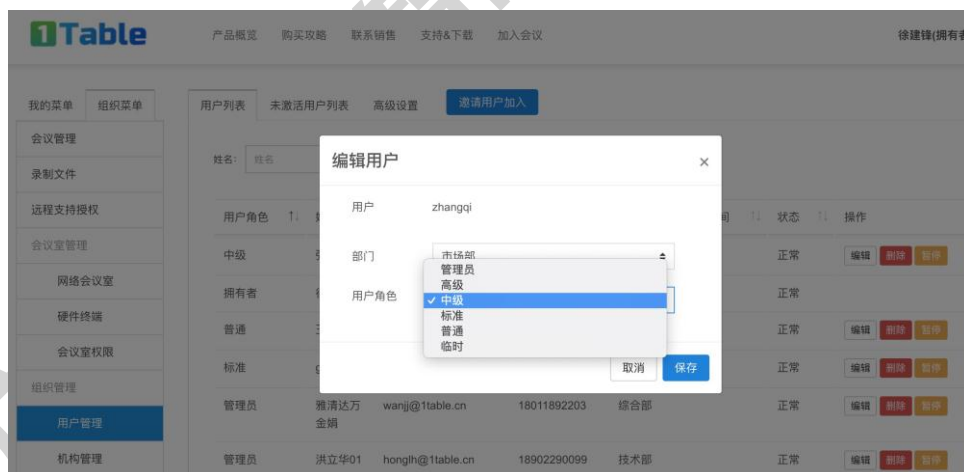 1Table
产品概览 购买攻略 联系销售 支持&下载 加入会议
徐建锋(拥有者
我的菜单 组织菜单
用户列表 未激活用户列表 高级设置 邀请用户加入
会议管理
录制文件
远程支持授权
会议室管理
网络会议室
硬件终端
会议室权限
组织管理
用户管理
机构管理
姓名: 姓名
用户角色 状态 操作
中级 正常 编辑 删除 暂停
拥有者 正常
普通 正常 编辑 删除 暂停
标准 正常 编辑 删除 暂停
管理员 雅清达万 wanjj@1table.cn 18011892203 综合部 正常 编辑 删除 暂停
金娟
管理员 洪立华01 honglh@1table.cn 18902290099 技术部 正常 编辑 删除 暂停
编辑用户 ×
用户 zhangqi
部门 市场部
用户角色
管理员
高级
✓ 中级
标准
普通
临时
取消 保存